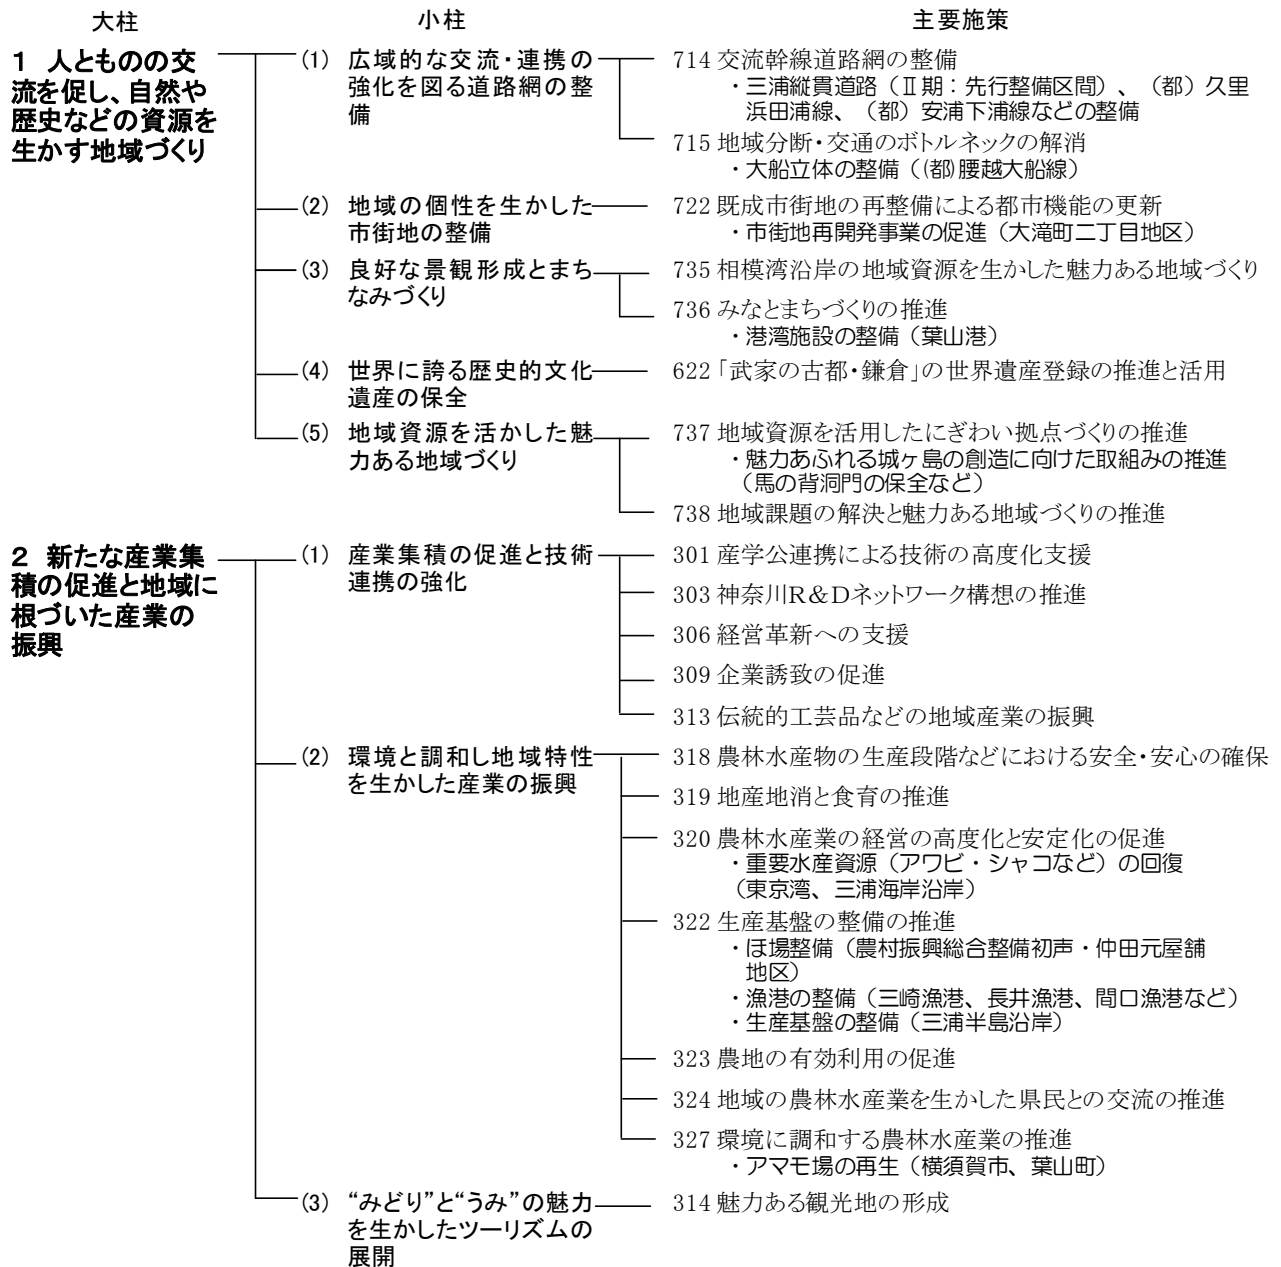 大柱 小柱 主要施策
1 人とものの交
流を促し、自然や
歴史などの資源を
生かす地域づくり
(1) 広域的な交流・連携の
強化を図る道路網の整
備
714 交流幹線道路網の整備
・三浦縦貫道路（Ⅱ期：先行整備区間）、（都）久里
浜田浦線、（都）安浦下浦線などの整備
715 地域分断・交通のボトルネックの解消
・大船立体の整備（(都)腰越大船線）
(2) 地域の個性を生かした
市街地の整備
722 既成市街地の再整備による都市機能の更新
・市街地再開発事業の促進（大滝町二丁目地区）
(3) 良好な景観形成とまち
なみづくり
735 相模湾沿岸の地域資源を生かした魅力ある地域づくり
736 みなとまちづくりの推進
・港湾施設の整備（葉山港）
(4) 世界に誇る歴史的文化
遺産の保全
622 「武家の古都・鎌倉」の世界遺産登録の推進と活用
(5) 地域資源を活かした魅
力ある地域づくり
737 地域資源を活用したにぎわい拠点づくりの推進
・魅力あふれる城ヶ島の創造に向けた取組みの推進
（馬の背洞門の保全など）
738 地域課題の解決と魅力ある地域づくりの推進
2 新たな産業集
積の促進と地域に
根づいた産業の
振興
(1) 産業集積の促進と技術
連携の強化
301 産学公連携による技術の高度化支援
303 神奈川R＆Dネットワーク構想の推進
306 経営革新への支援
309 企業誘致の促進
313 伝統的工芸品などの地域産業の振興
(2) 環境と調和し地域特性
を生かした産業の振興
318 農林水産物の生産段階などにおける安全・安心の確保
319 地産地消と食育の推進
320 農林水産業の経営の高度化と安定化の促進
・重要水産資源（アワビ・シャコなど）の回復
（東京湾、三浦海岸沿岸）
322 生産基盤の整備の推進
・ほ場整備（農村振興総合整備初声・仲田元屋舗
地区）
・漁港の整備（三崎漁港、長井漁港、間口漁港など）
・生産基盤の整備（三浦半島沿岸）
323 農地の有効利用の促進
324 地域の農林水産業を生かした県民との交流の推進
327 環境に調和する農林水産業の推進
・アマモ場の再生（横須賀市、葉山町）
(3) “みどり”と“うみ”の魅力
を生かしたツーリズムの
展開
314 魅力ある観光地の形成